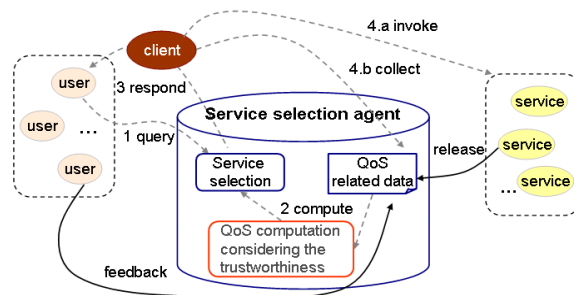 4.a invoke
client
user
3 respond
4.b collect
service
Service selection agent
user
...
1 query
release
service
Service
selection
QoS
related data
user
...
service
2 compute
QoS computation
considering the
trustworthiness
feedback